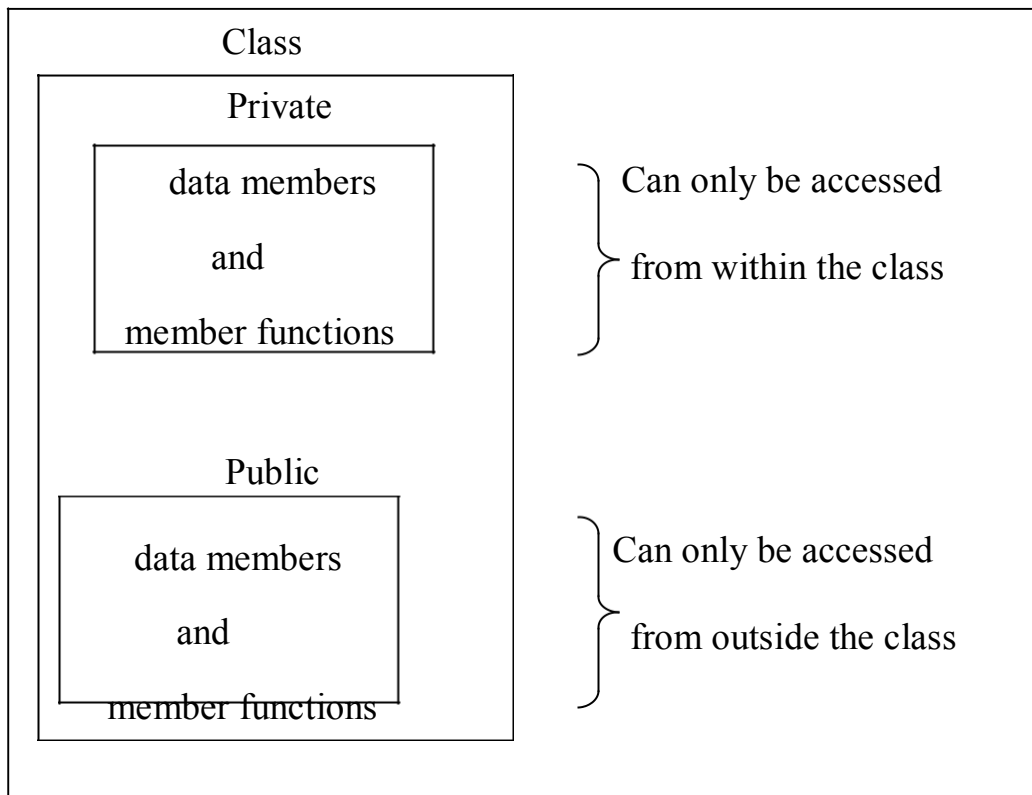 Class
Private
data members
and
member functions
Can only be accessed
from within the class
Public
data members
and
member functions
Can only be accessed
from outside the class